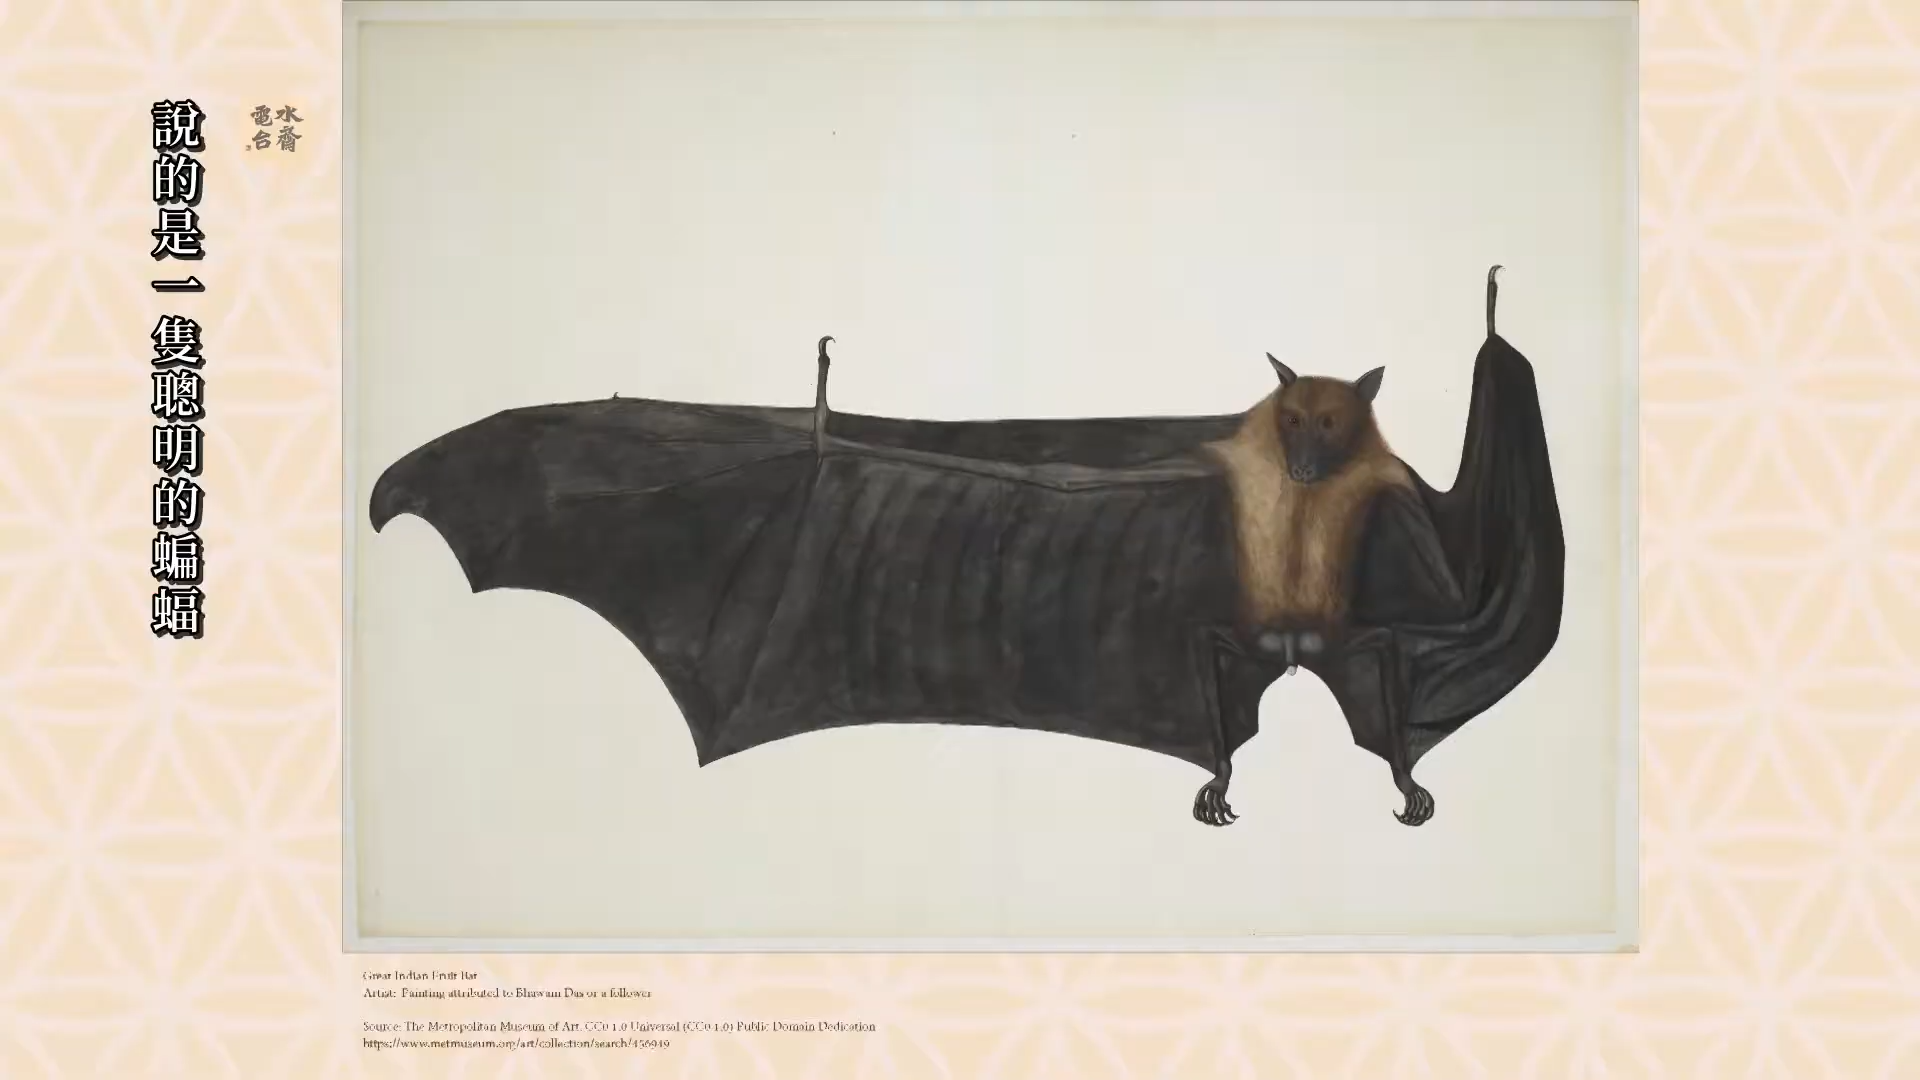 說的是一隻聰明的蝙蝠
水齋
電台
Great Indian Fruit Bat
Artist: Painting attributed to Bhawani Das or a follower
Source: The Metropolitan Museum of Art. CC0 1.0 Universal (CC0 1.0) Public Domain Dedication
https://www.metmuseum.org/art/collection/search/456949